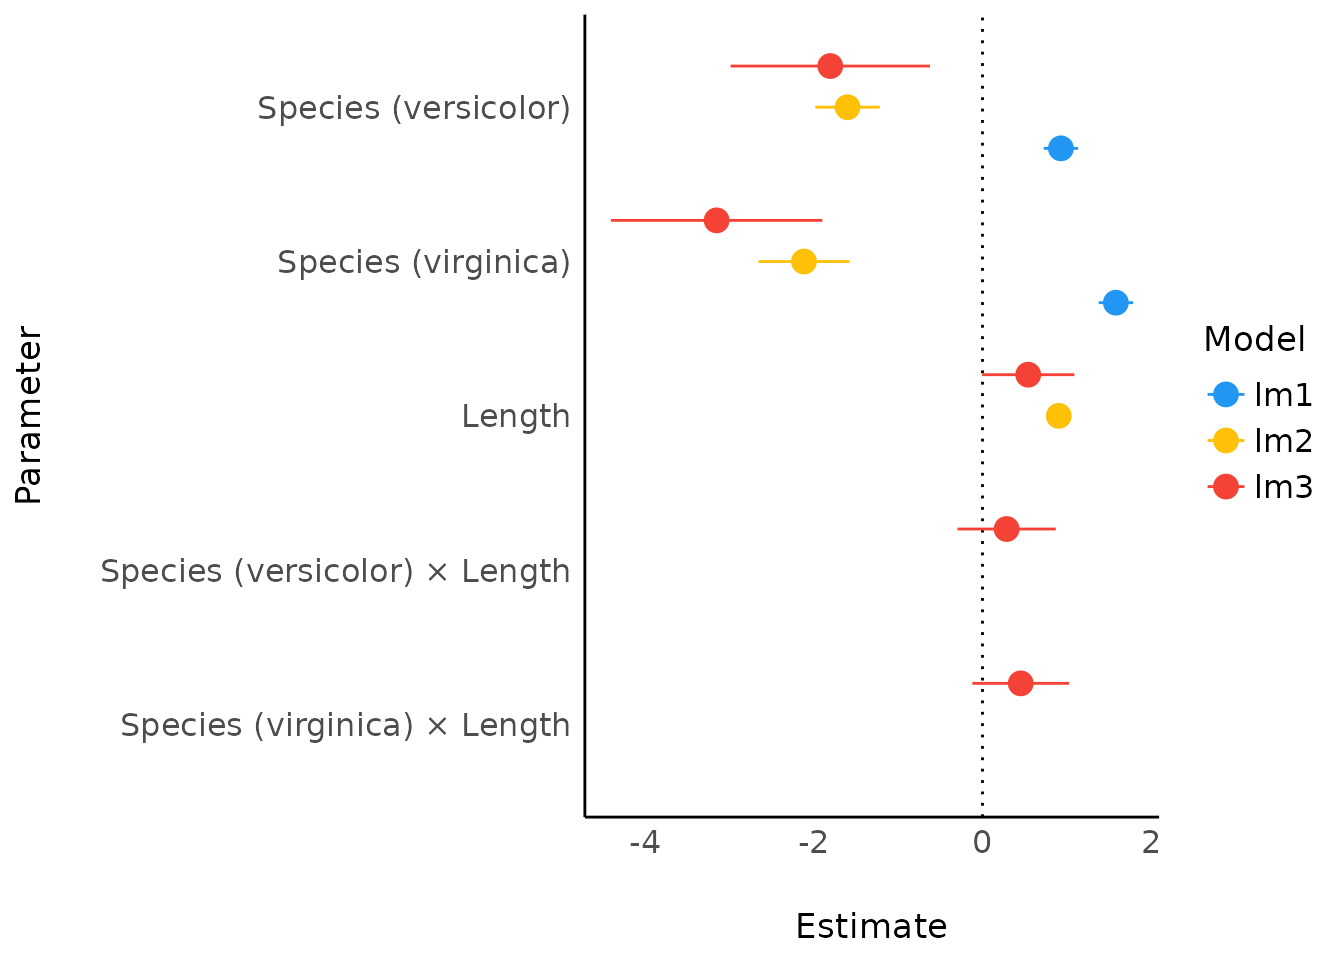 Parameter
Species (versicolor)
Species (virginica)
Length
Species (versicolor) × Length
Species (virginica) × Length
-4
-2
0
2
Estimate
Model
lm1
lm2
lm3